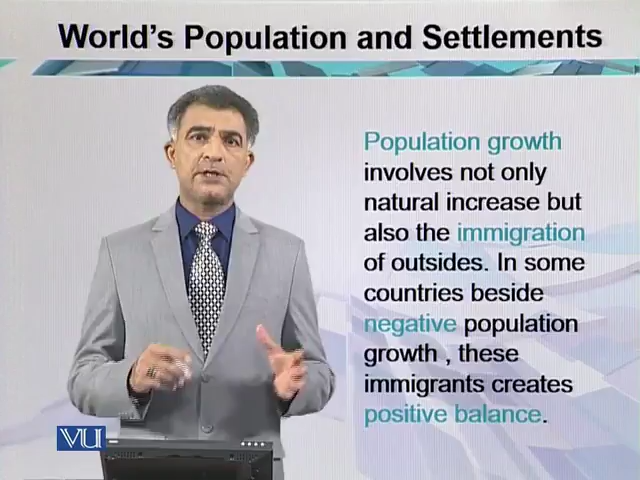 World's Population and Settlements
Population growth
involves not only
natural increase but
also the immigration
of outsides. In some
countries beside
negative population
growth , these
immigrants creates
positive balance.
VU